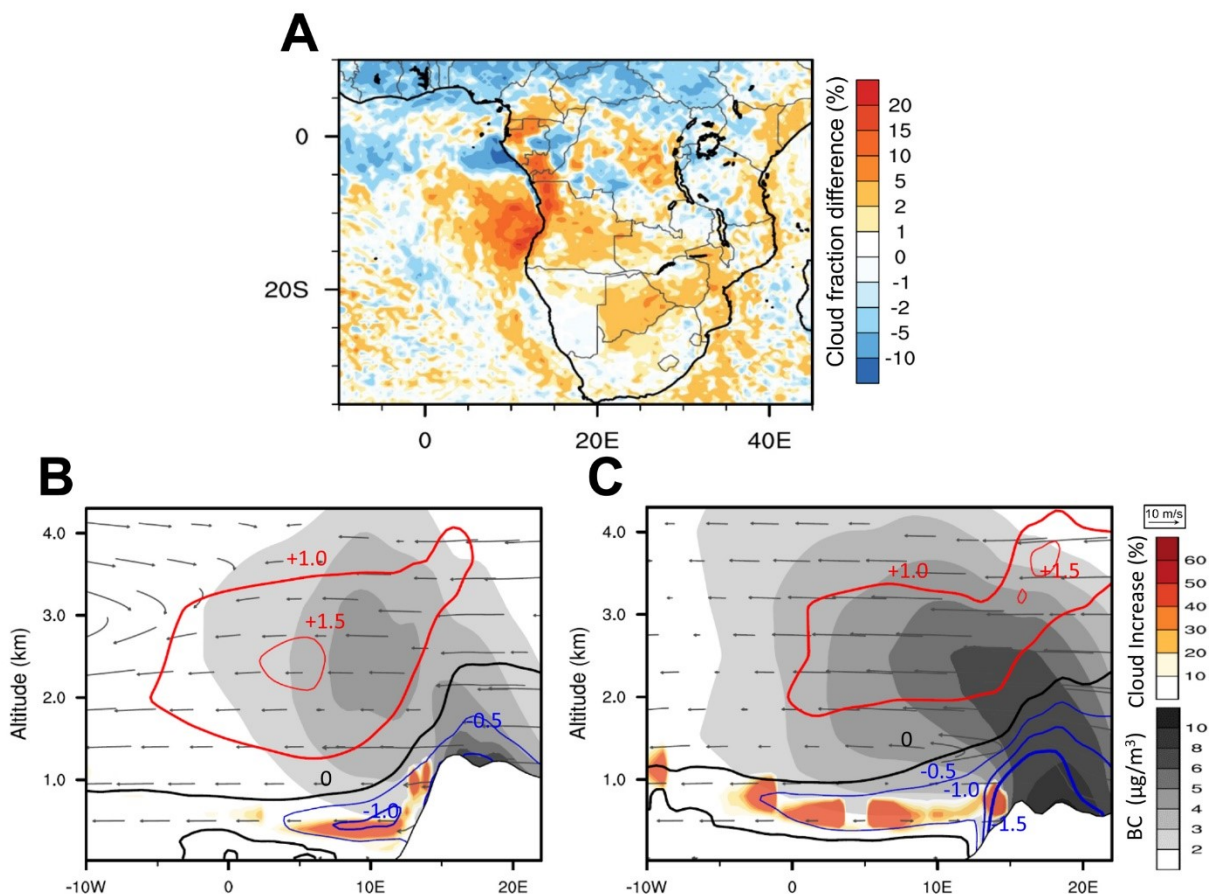 A
0
20S
0
20E
40E
Cloud fraction difference (%)
20
15
10
5
2
1
0
-1
-2
-5
-10
B
Altitude (km)
4.0
3.0
2.0
1.0
-10W
0
10E
20E
+1.0
+1.5
-0.5
0
-1.0
C
Altitude (km)
4.0
3.0
2.0
1.0
-10W
0
10E
20E
+1.0
+1.5
0
-0.5
-1.0
-1.5
10 m/s
Cloud Increase (%)
60
50
40
30
20
10
BC (μg/m³)
10
8
6
5
4
3
2